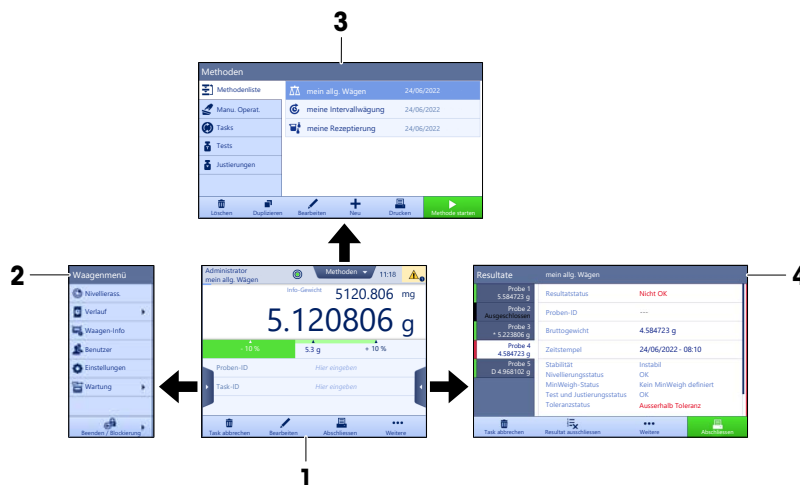 3
Methoden
Methodenliste
Manu. Operat.
Tasks
Tests
Justierungen
mein allg. Wägen 24/06/2022
meine Intervallwägung 24/06/2022
meine Rezeptierung 24/06/2022
Löschen Duplizieren Bearbeiten Neu Drucken Methode starten
2
Waagenmenü
Nivellierass.
Verlauf
Waagen-Info
Benutzer
Einstellungen
Wartung
Beenden / Blockierung
Administrator
mein allg. Wägen
Methoden 11:18
Info-Gewicht 5120.806 mg
5.120806 g
- 10 % 5.3 g + 10 %
Proben-ID Hier eingeben
Task-ID Hier eingeben
Task abbrechen Bearbeiten Abschliessen Weitere
1
4
Resultate mein allg. Wägen
Probe 1
5.584723 g
Probe 2
Ausgeschlossen
Probe 3
* 5.223806 g
Probe 4
4.584723 g
Probe 5
D 4.968102 g
Resultatstatus Nicht OK
Proben-ID ---
Bruttogewicht 4.584723 g
Zeitstempel 24/06/2022 - 08:10
Stabilität Instabil
Nivellierungsstatus OK
MinWeigh-Status Kein MinWeigh definiert
Test und Justierungsstatus OK
Toleranzstatus Ausserhalb Toleranz
Task abbrechen Resultat ausschliessen Weitere Abschliessen